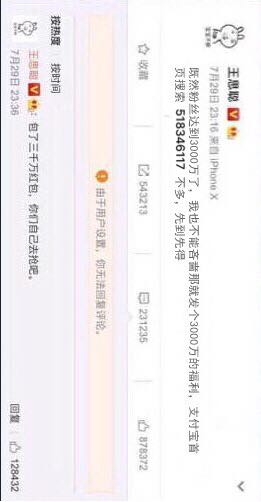 王思聪
7月29日 23:16 来自 iPhone X
既然粉丝达到3000万了，我也不能吝啬那就发个3000万的福利，支付宝首
页搜索 518346117 不多，先到先得
收藏 543213 231235 878372
由于用户设置，你无法回复评论。
按热度 按时间
王思聪：包了三千万红包，你们自己去抢吧。
7月29日 23:36 回复 128432